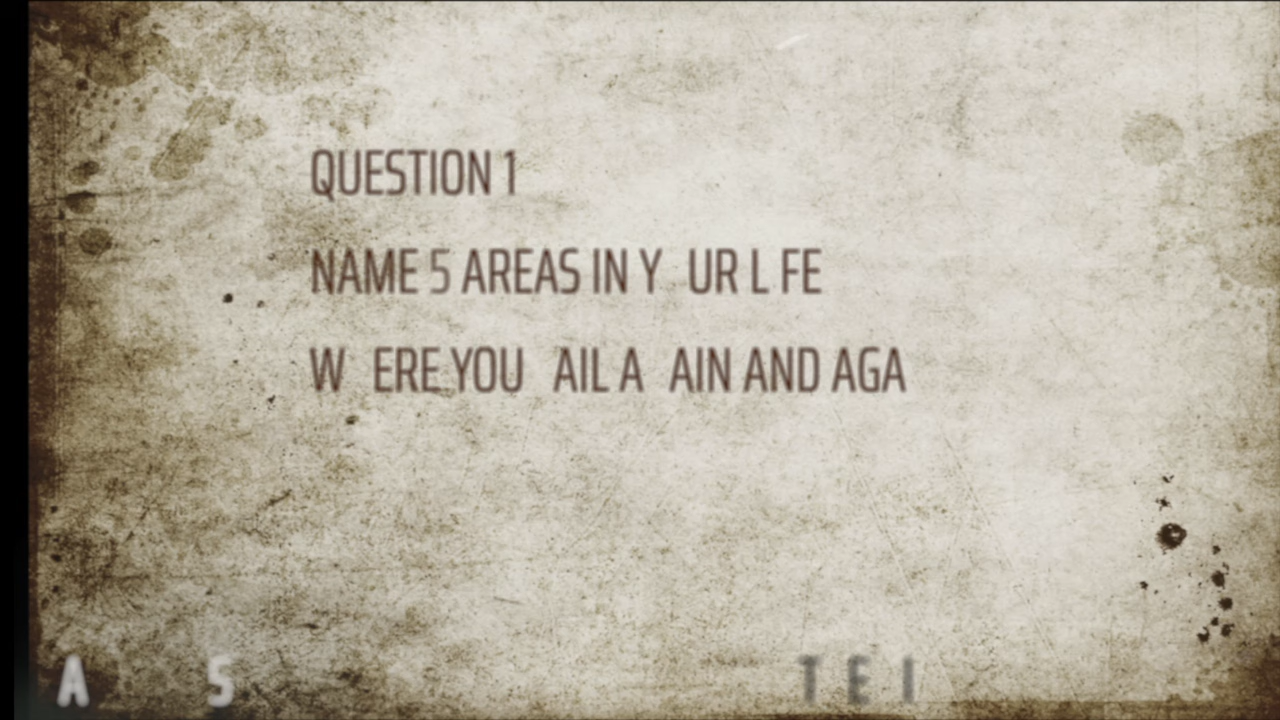 QUESTION 1
NAME 5 AREAS IN Y UR L FE
W ERE YOU AIL A AIN AND AGA
A S T E I